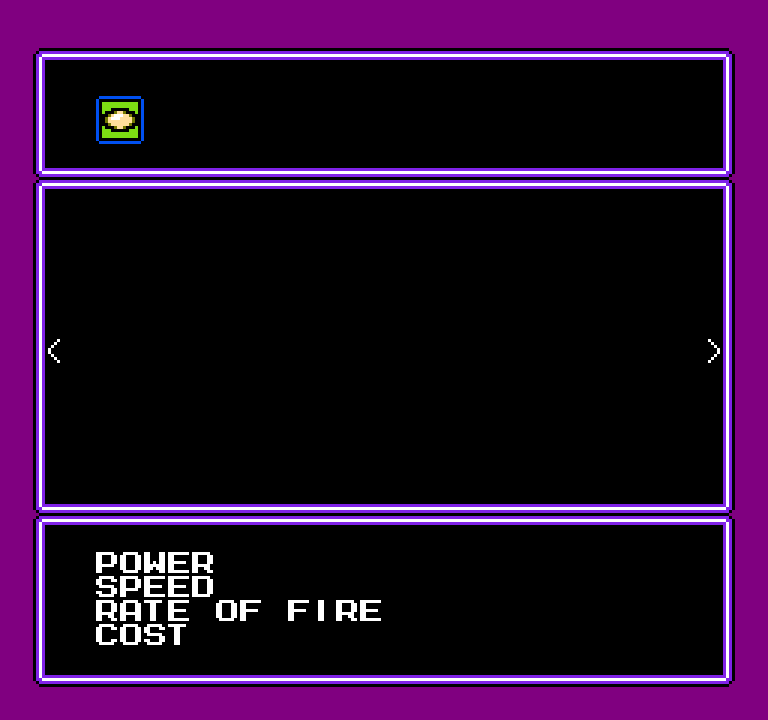 <                                                      >
POWER
SPEED
RATE OF FIRE
COST